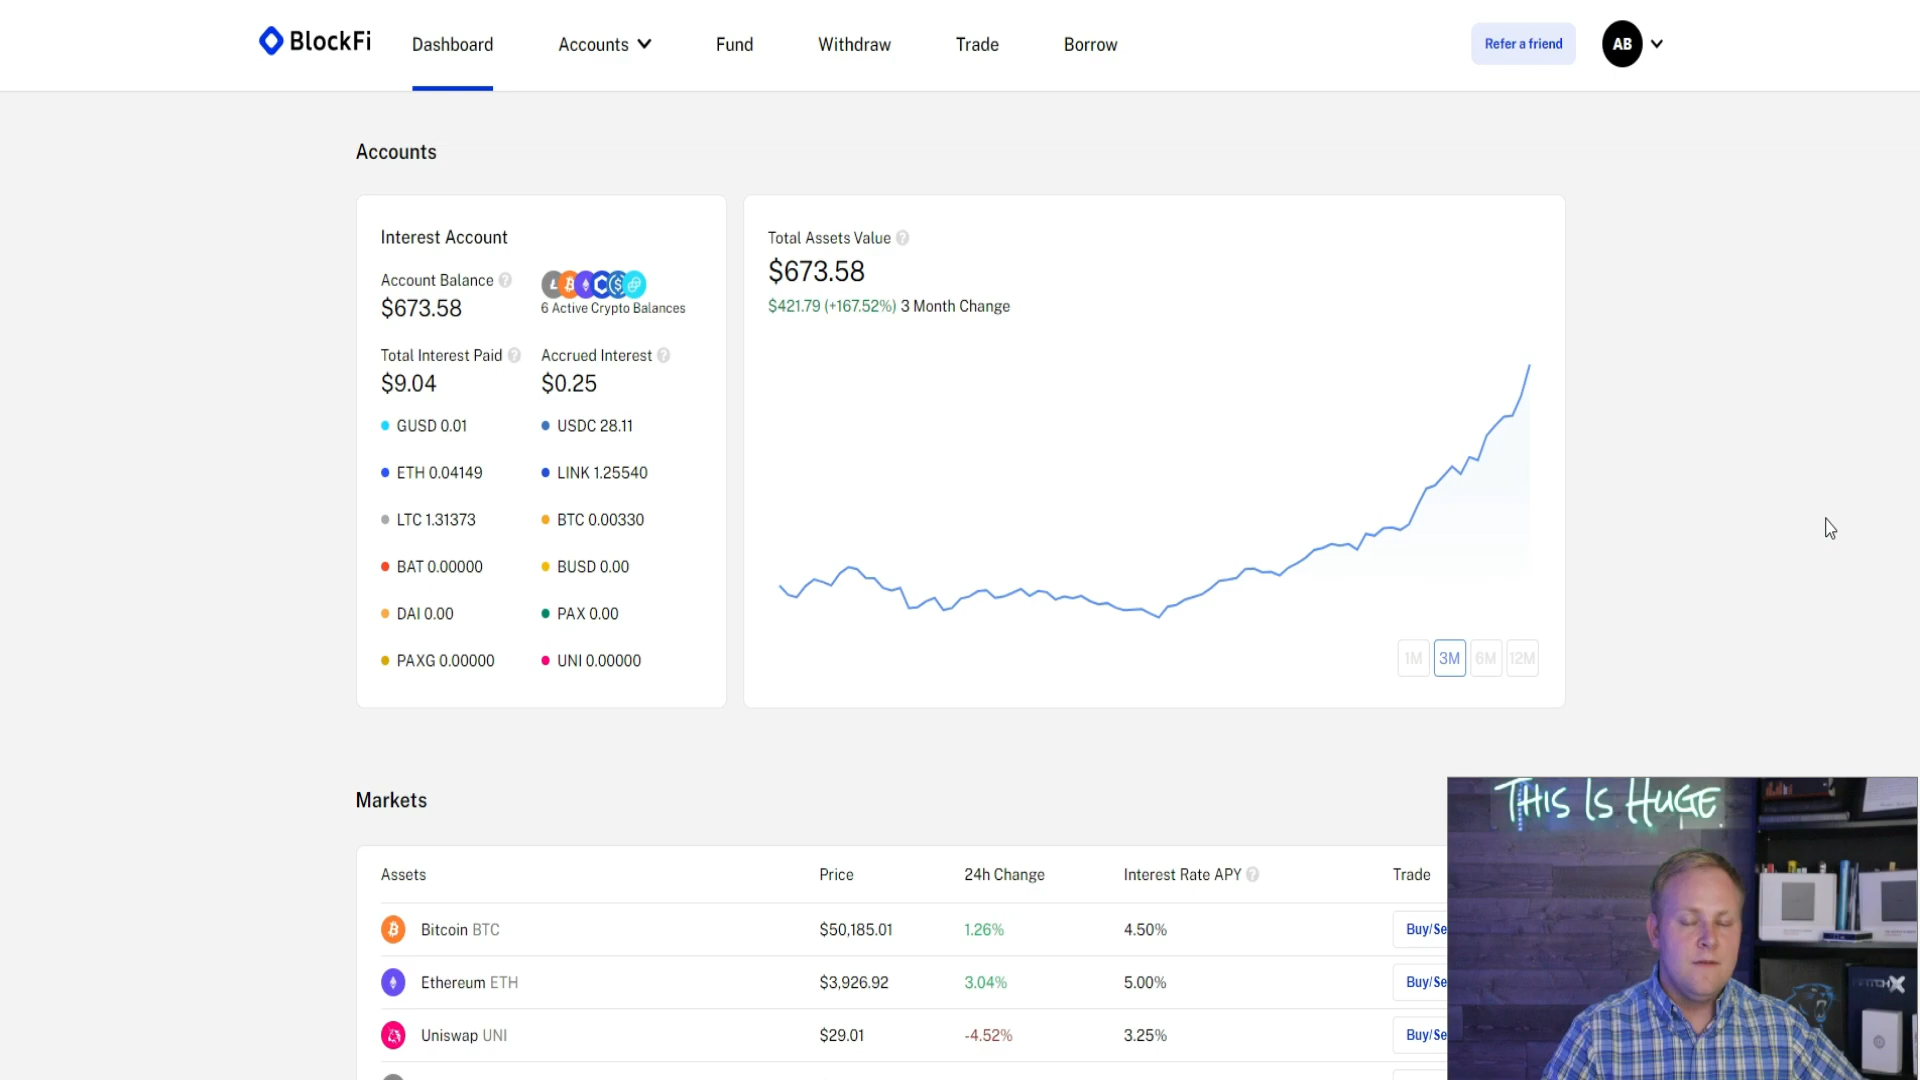 BlockFi
Dashboard
Accounts
Fund
Withdraw
Trade
Borrow
Refer a friend
AB
Accounts
Interest Account
Account Balance ?
$673.58
6 Active Crypto Balances
Total Interest Paid ?
$9.04
Accrued Interest ?
$0.25
GUSD 0.01
USDC 28.11
ETH 0.04149
LINK 1.25540
LTC 1.31373
BTC 0.00330
BAT 0.00000
BUSD 0.00
DAI 0.00
PAX 0.00
PAXG 0.00000
UNI 0.00000
Total Assets Value ?
$673.58
$421.79 (+167.52%) 3 Month Change
1M 3M 6M 12M
Markets
Assets Price 24h Change Interest Rate APY ? Trade
Bitcoin BTC $50,185.01 1.26% 4.50% Buy/Se
Ethereum ETH $3,926.92 3.04% 5.00% Buy/Se
Uniswap UNI $29.01 -4.52% 3.25% Buy/Se
THIS IS HUGE